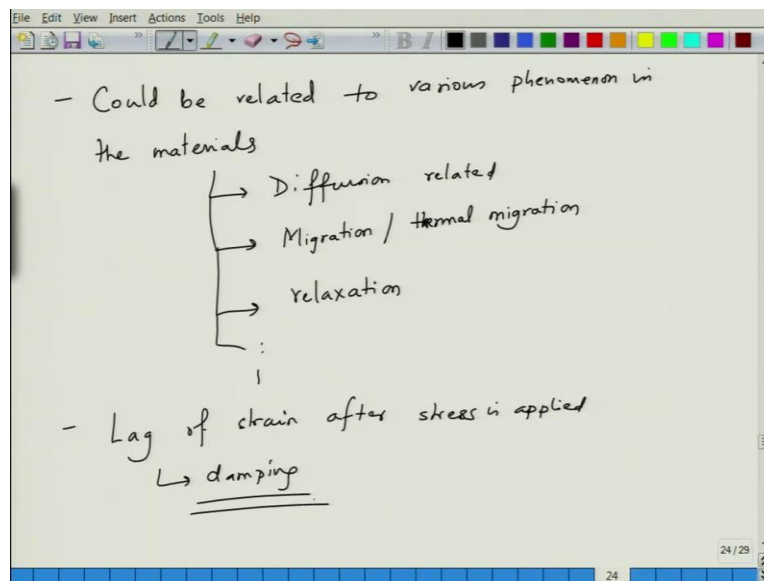 File Edit View Insert Actions Tools Help
- Could be related to various phenomenon in
the materials
→ Diffusion related
→ Migration / thermal migration
→ relaxation
:
- Lag of strain after stress is applied
↳ damping
24/29
24